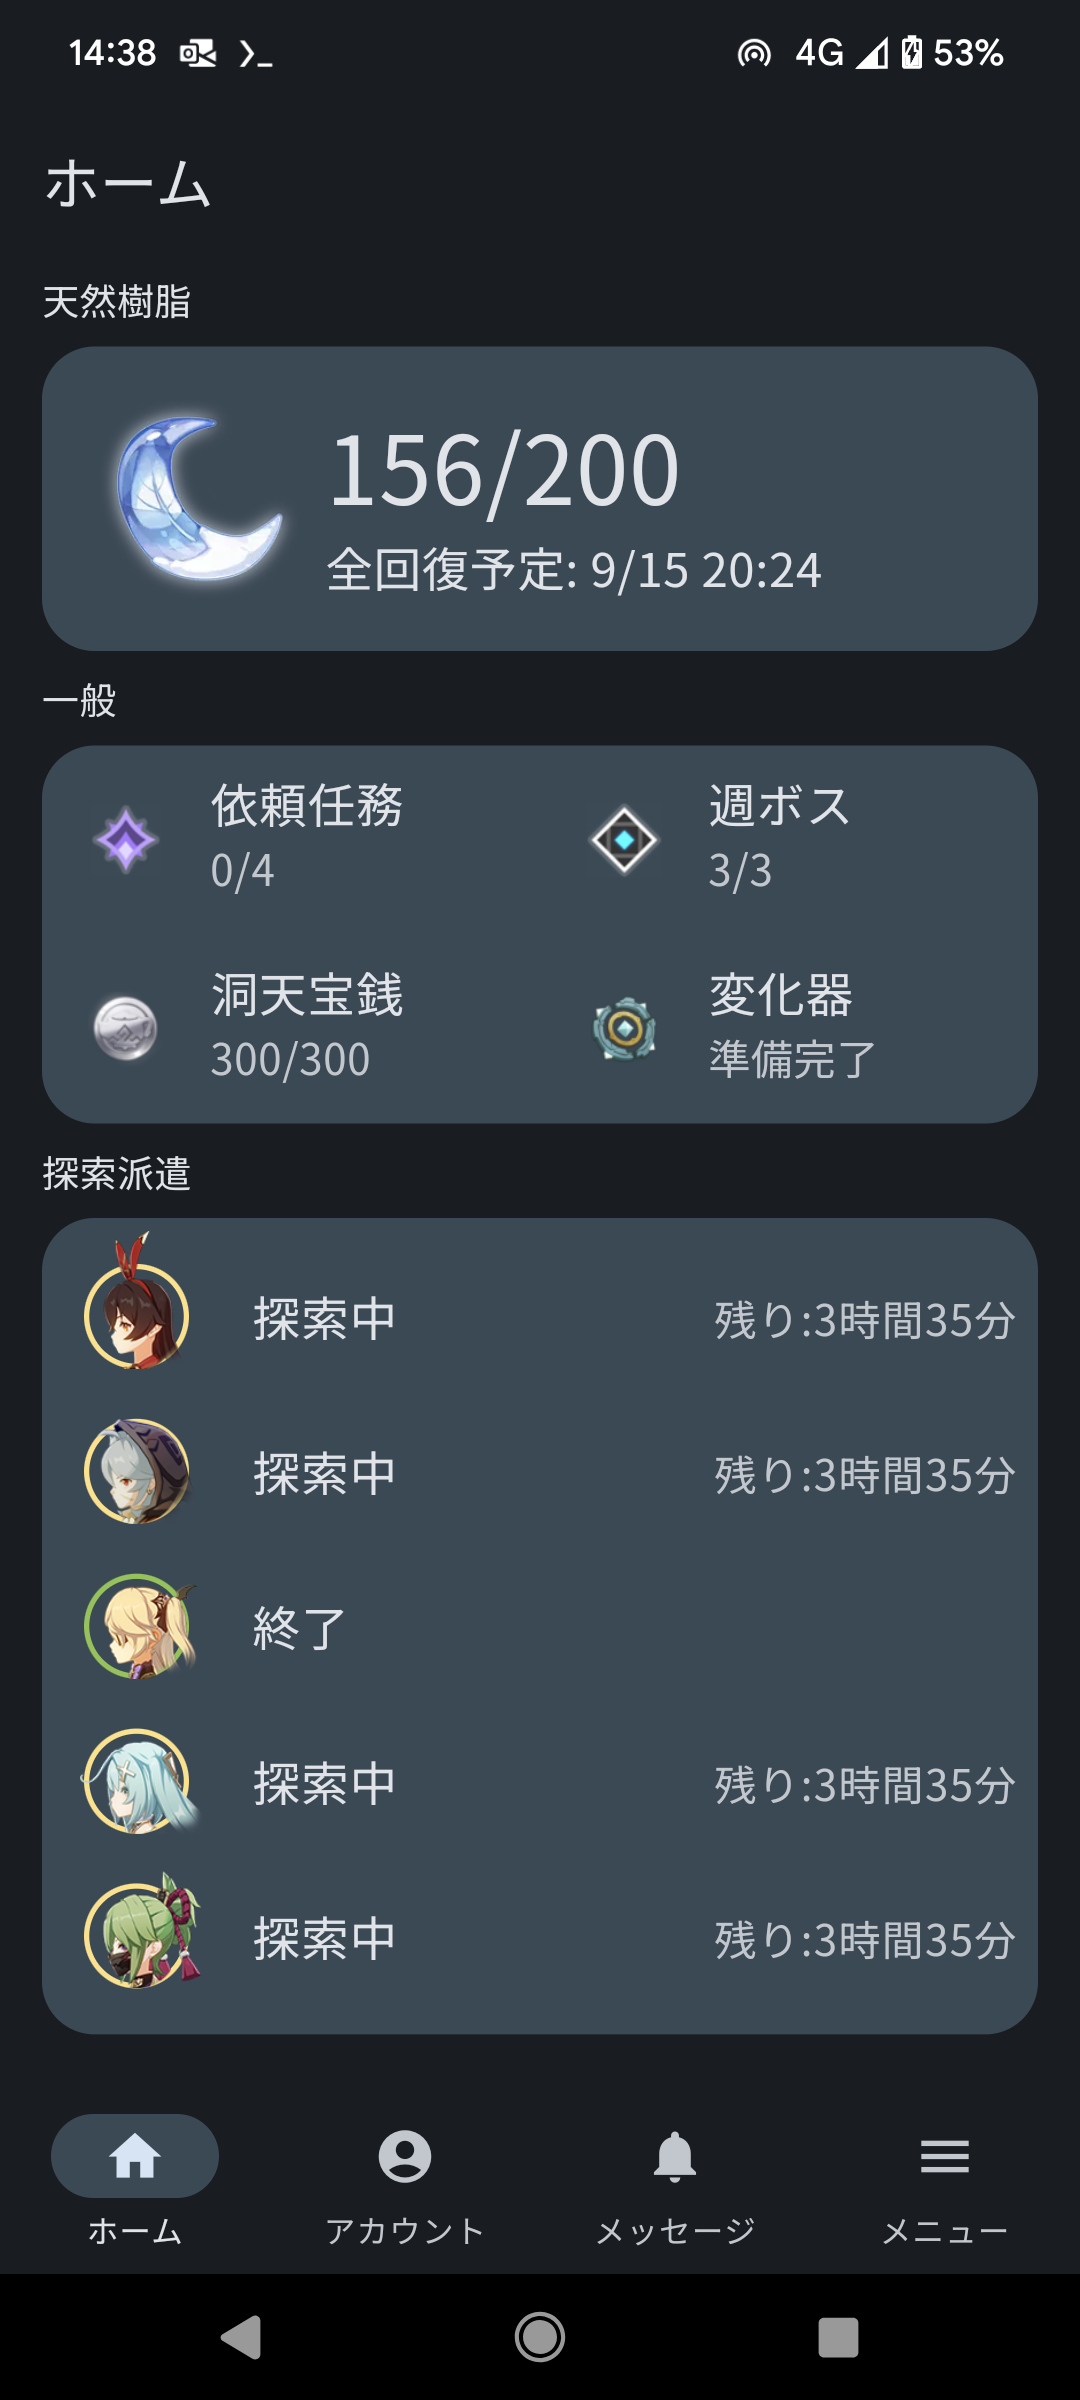 14:38
4G 53%
ホーム
天然樹脂
156/200
全回復予定: 9/15 20:24
一般
依頼任務
0/4
週ボス
3/3
洞天宝銭
300/300
変化器
準備完了
探索派遣
探索中 残り:3時間35分
探索中 残り:3時間35分
終了
探索中 残り:3時間35分
探索中 残り:3時間35分
ホーム アカウント メッセージ メニュー